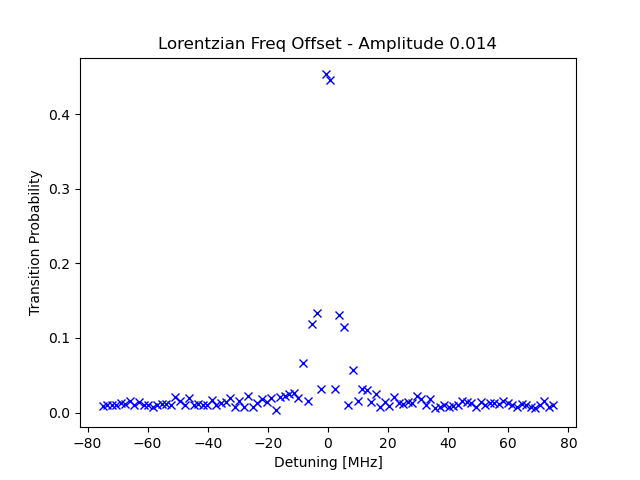 Lorentzian Freq Offset - Amplitude 0.014
Transition Probability
0.4
0.3
0.2
0.1
0.0
−80 −60 −40 −20 0 20 40 60 80
Detuning [MHz]